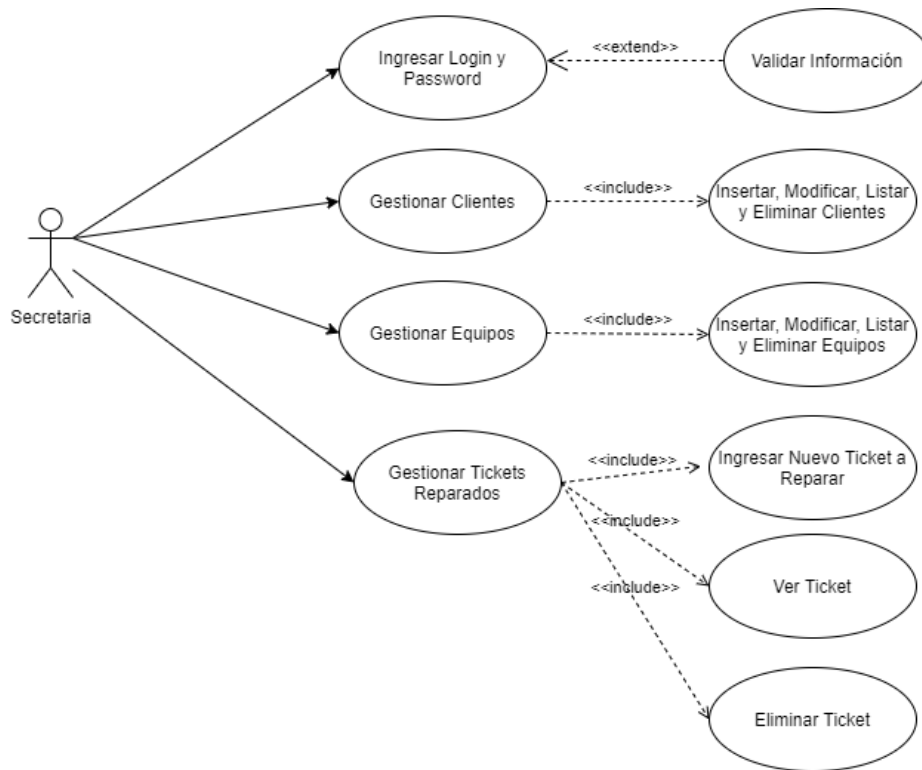 Ingresar Login y
Password
<<extend>>
Validar Información
Gestionar Clientes
<<include>>
Insertar, Modificar, Listar
y Eliminar Clientes
Secretaria
Gestionar Equipos
<<include>>
Insertar, Modificar, Listar
y Eliminar Equipos
Gestionar Tickets
Reparados
<<include>>
Ingresar Nuevo Ticket a
Reparar
<<include>>
Ver Ticket
<<include>>
Eliminar Ticket